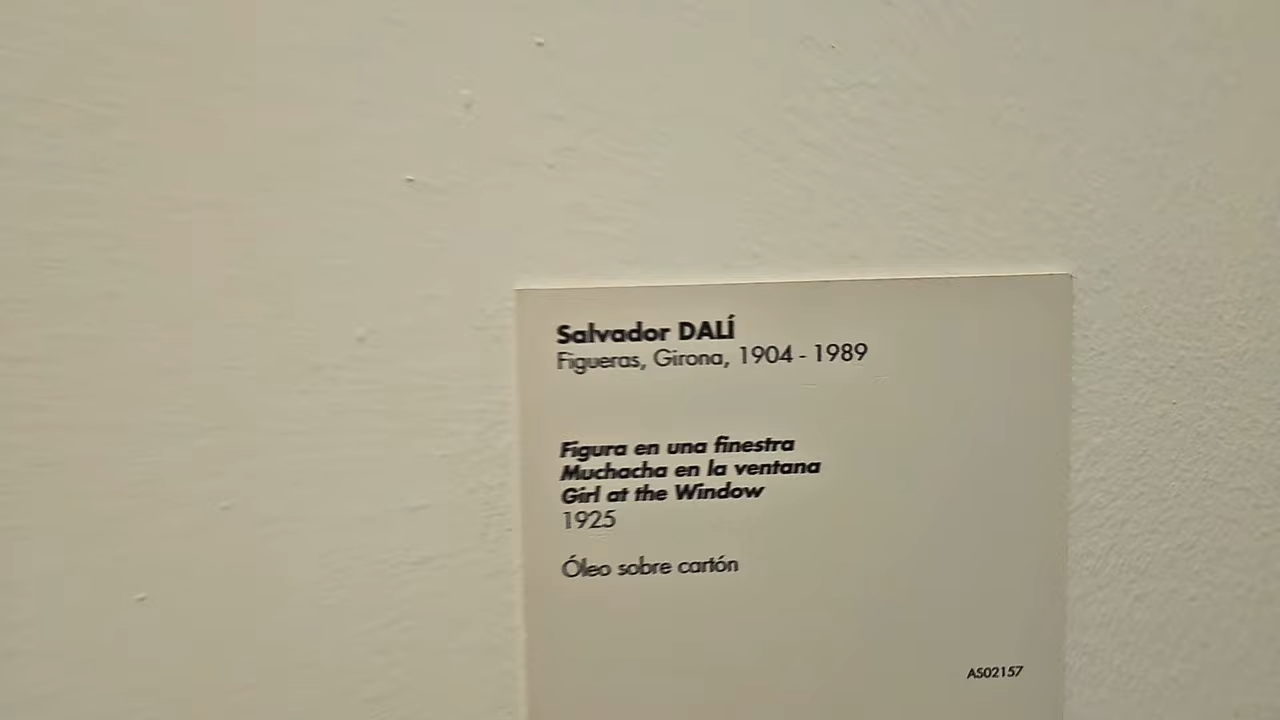 Salvador DALÍ
Figueras, Girona, 1904 - 1989
Figura en una finestra
Muchacha en la ventana
Girl at the Window
1925
Óleo sobre cartón
AS02157